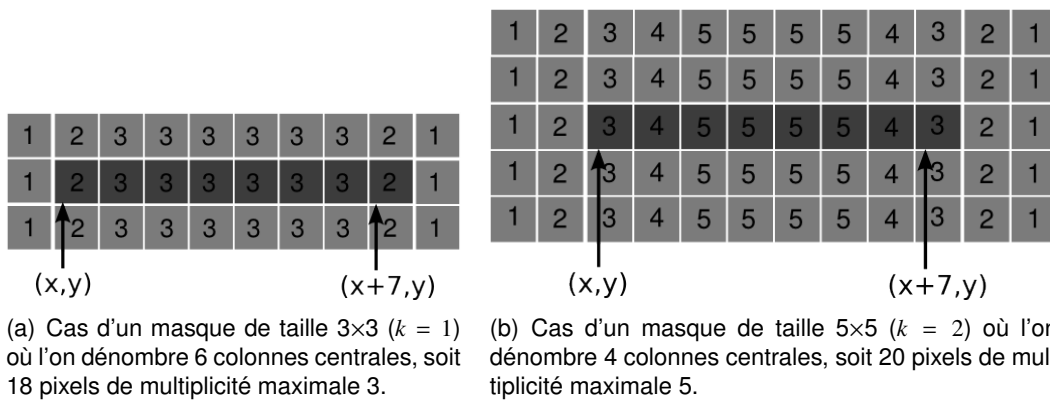 1 2 3 3 3 3 3 3 2 1
1 2 3 3 3 3 3 3 2 1
1 2 3 3 3 3 3 3 2 1
(x,y) (x+7,y)
(a) Cas d'un masque de taille 3×3 (k = 1)
où l'on dénombre 6 colonnes centrales, soit
18 pixels de multiplicité maximale 3.
1 2 3 4 5 5 5 5 4 3 2 1
1 2 3 4 5 5 5 5 4 3 2 1
1 2 3 4 5 5 5 5 4 3 2 1
1 2 3 4 5 5 5 5 4 3 2 1
1 2 3 4 5 5 5 5 4 3 2 1
(x,y) (x+7,y)
(b) Cas d'un masque de taille 5×5 (k = 2) où l'on
dénombre 4 colonnes centrales, soit 20 pixels de mul
tiplicité maximale 5.